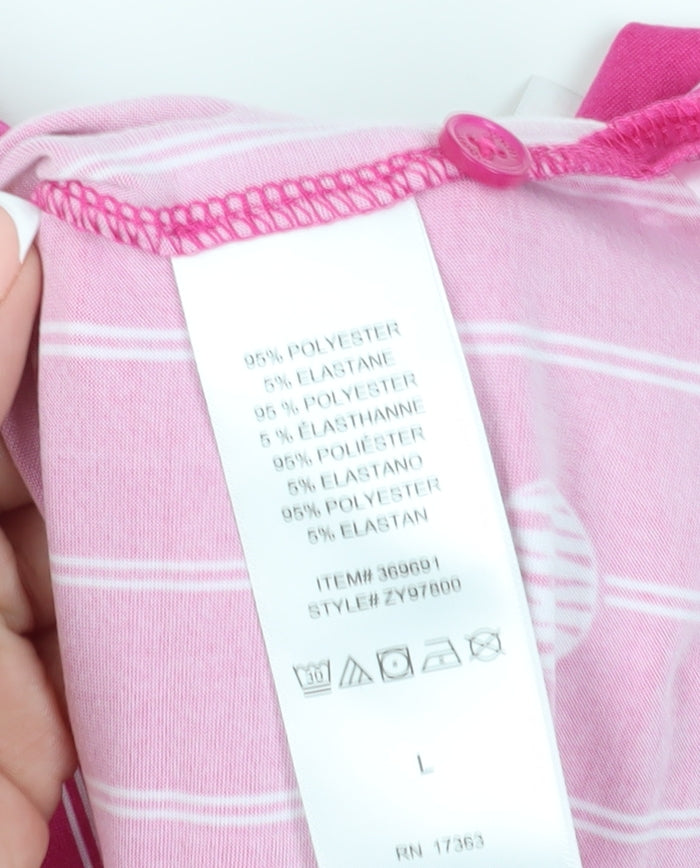 95% POLYESTER
5% ELASTANE
95 % POLYESTER
5 % ÉLASTHANNE
95% POLIÉSTER
5% ELASTANO
95% POLYESTER
5% ELASTAN
ITEM# 369691
STYLE# ZY97800
30
L
RN 17363